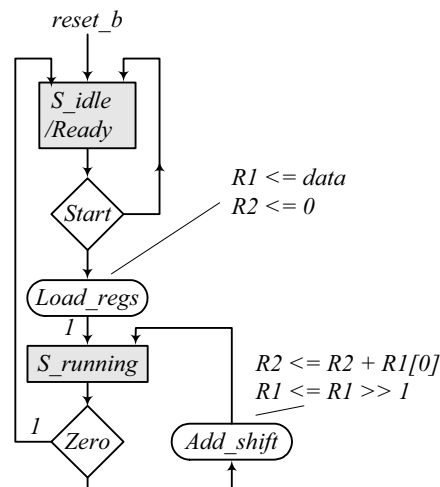 reset_b
S_idle
/Ready
Start
R1 <= data
R2 <= 0
Load_regs
1
S_running
R2 <= R2 + R1[0]
R1 <= R1 >> 1
1
Zero
Add_shift